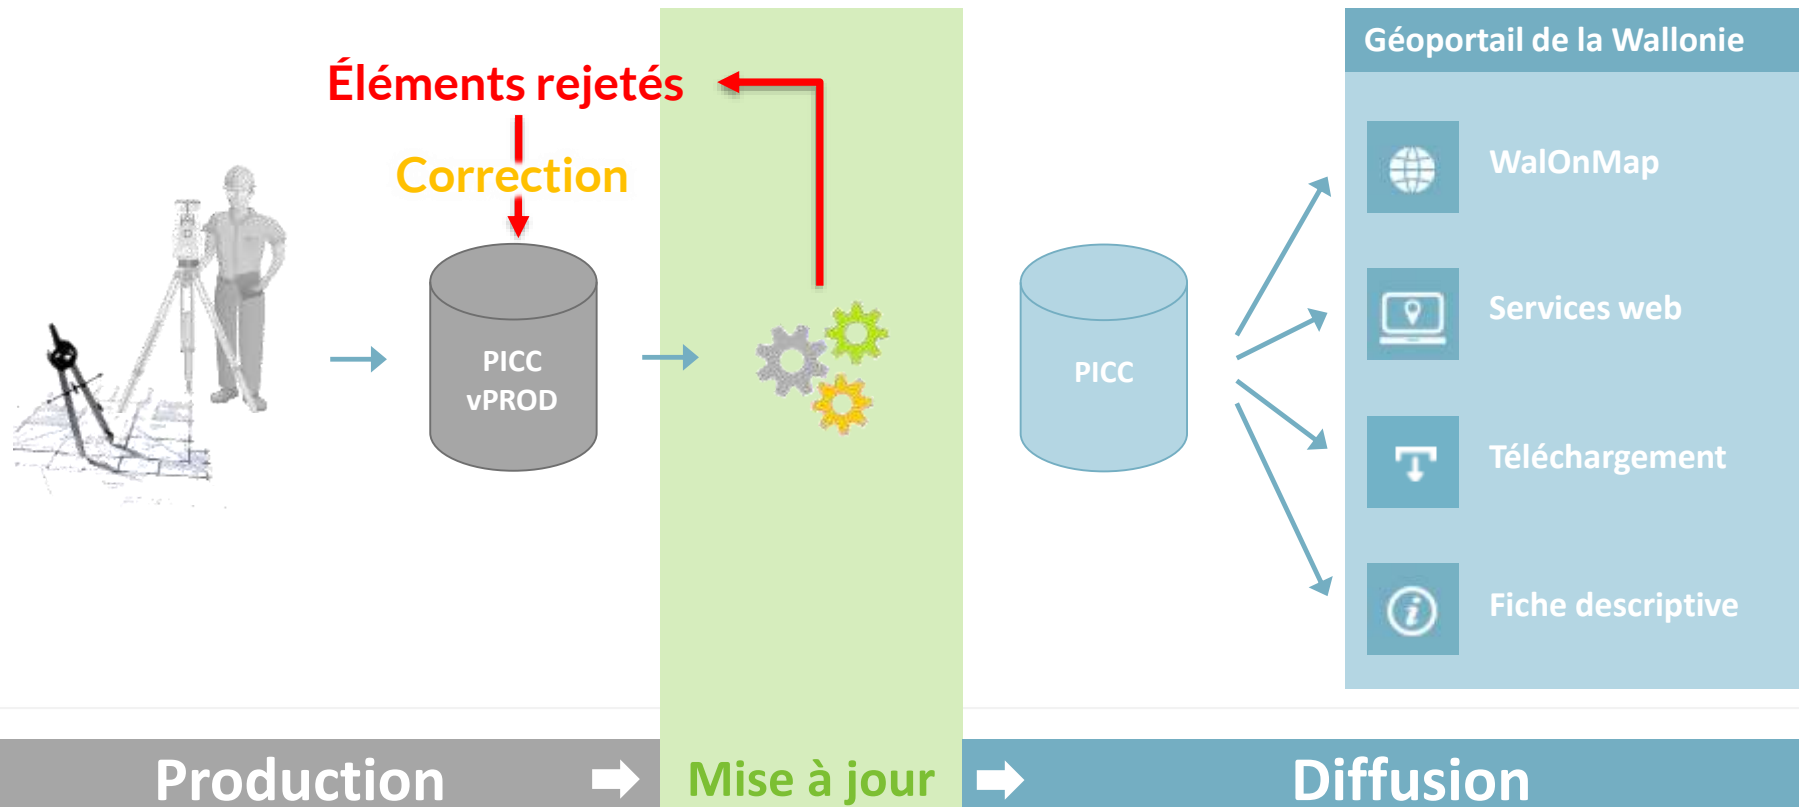 Géoportail de la Wallonie
Éléments rejetés
Correction
PICC
vPROD
PICC
WalOnMap
Services web
Téléchargement
Fiche descriptive
Production
Mise à jour
Diffusion